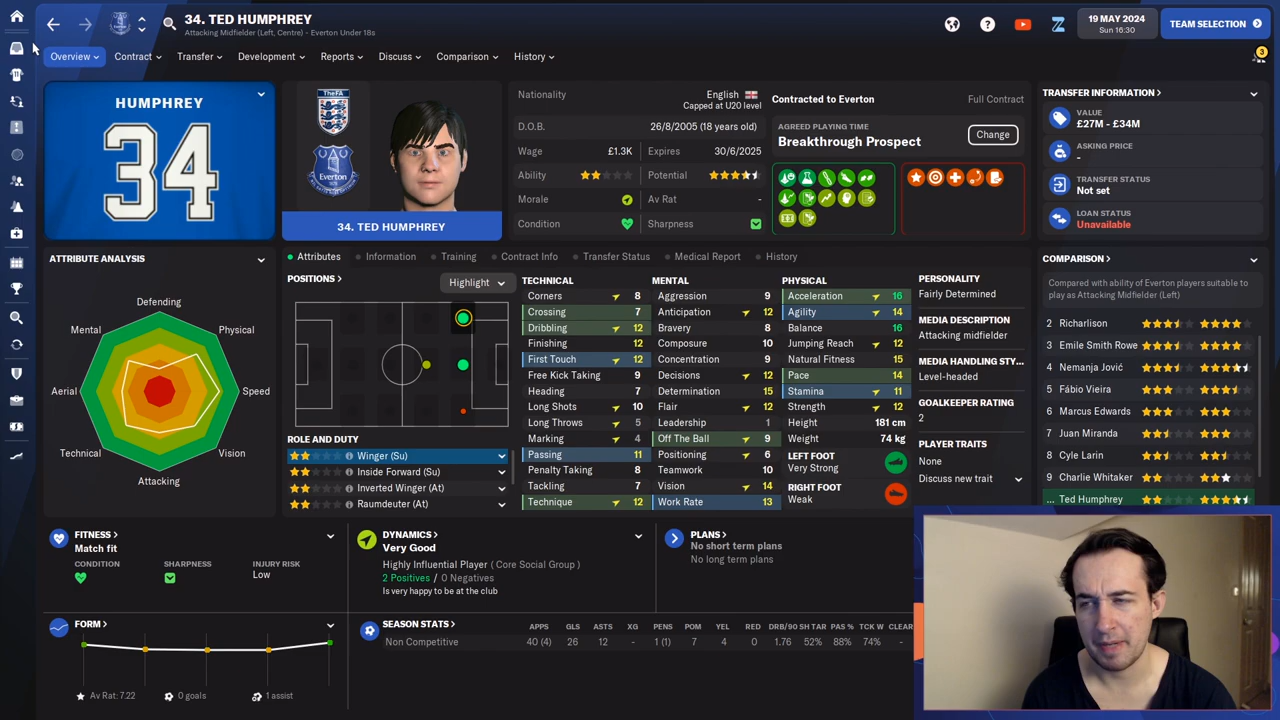 34. TED HUMPHREY
Attacking Midfielder (Left, Centre) - Everton Under 18s
19 MAY 2024
Sun 16:30
TEAM SELECTION
Overview
Contract
Transfer
Development
Reports
Discuss
Comparison
History
3
HUMPHREY
34
TheFA
Everton
34. TED HUMPHREY
Nationality
English
Capped at U20 level
D.O.B.
26/8/2005 (18 years old)
Wage
£1.3K
Expires
30/6/2025
Ability
Potential
Morale
Av Rat
-
Condition
Sharpness
Contracted to Everton
Full Contract
AGREED PLAYING TIME
Breakthrough Prospect
Change
TRANSFER INFORMATION >
VALUE
£27M - £34M
ASKING PRICE
-
TRANSFER STATUS
Not set
LOAN STATUS
Unavailable
ATTRIBUTE ANALYSIS
Defending
Physical
Speed
Vision
Attacking
Technical
Aerial
Mental
Attributes
Information
Training
Contract Info
Transfer Status
Medical Report
History
POSITIONS >
Highlight
ROLE AND DUTY
Winger (Su)
Inside Forward (Su)
Inverted Winger (At)
Raumdeuter (At)
TECHNICAL
Corners 8
Crossing 7
Dribbling 12
Finishing 12
First Touch 12
Free Kick Taking 9
Heading 7
Long Shots 10
Long Throws 5
Marking 4
Passing 11
Penalty Taking 8
Tackling 7
Technique 12
MENTAL
Aggression 9
Anticipation 12
Bravery 8
Composure 10
Concentration 9
Decisions 12
Determination 15
Flair 12
Leadership 1
Off The Ball 9
Positioning 6
Teamwork 10
Vision 14
Work Rate 13
PHYSICAL
Acceleration 16
Agility 14
Balance 16
Jumping Reach 12
Natural Fitness 15
Pace 14
Stamina 11
Strength 12
Height 181 cm
Weight 74 kg
LEFT FOOT
Very Strong
RIGHT FOOT
Weak
PERSONALITY
Fairly Determined
MEDIA DESCRIPTION
Attacking midfielder
MEDIA HANDLING STY...
Level-headed
GOALKEEPER RATING
2
PLAYER TRAITS
None
Discuss new trait
COMPARISON >
Compared with ability of Everton players suitable
to play as Attacking Midfielder (Left)
2 Richarlison
3 Emile Smith Rowe
4 Nemanja Jović
5 Fábio Vieira
6 Marcus Edwards
7 Juan Miranda
8 Cyle Larin
9 Charlie Whitaker
... Ted Humphrey
FITNESS >
Match fit
CONDITION
SHARPNESS
INJURY RISK
Low
DYNAMICS >
Very Good
Highly Influential Player ( Core Social Group )
2 Positives / 0 Negatives
Is very happy to be at the club
PLANS >
No short term plans
No long term plans
FORM >
Av Rat: 7.22
0 goals
1 assist
SEASON STATS >
APPS GLS ASTS XG PENS POM YEL RED DRB/90 SH TAR PAS % TCK W CLEAR
Non Competitive 40 (4) 26 12 - 1 (1) 7 4 0 1.76 52% 88% 74% -